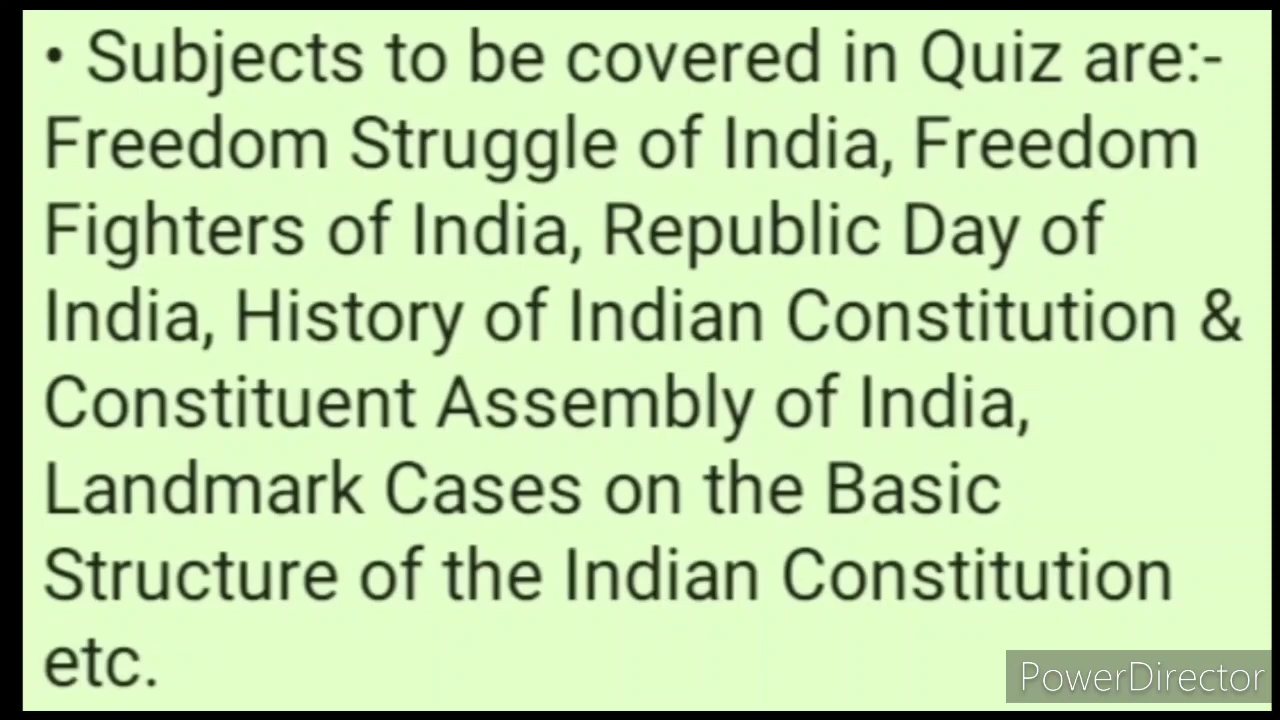 • Subjects to be covered in Quiz are:-
Freedom Struggle of India, Freedom
Fighters of India, Republic Day of
India, History of Indian Constitution &
Constituent Assembly of India,
Landmark Cases on the Basic
Structure of the Indian Constitution
etc.
PowerDirector